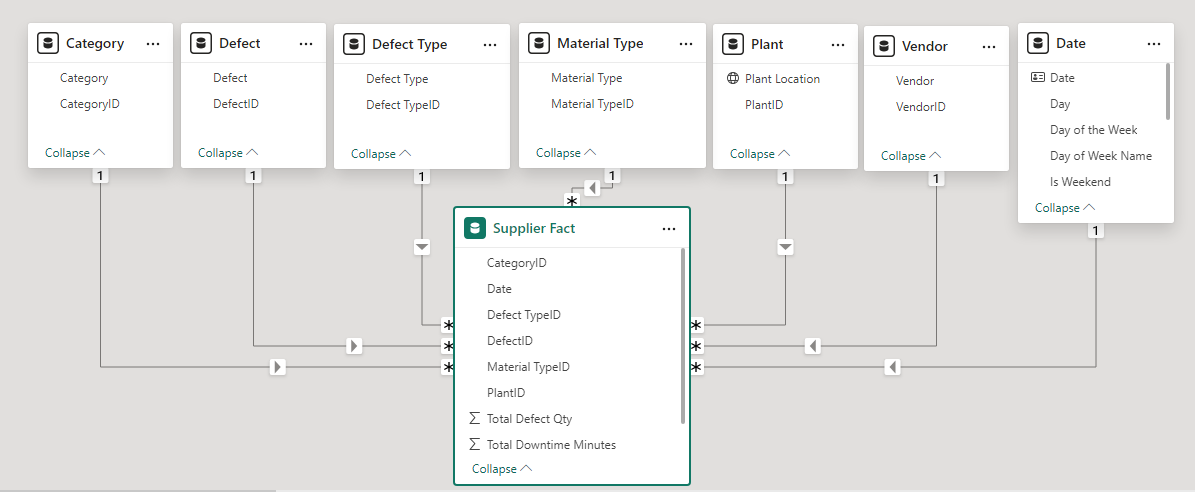 Category ...
Category
CategoryID
Collapse
1
Defect ...
Defect
DefectID
Collapse
1
Defect Type ...
Defect Type
Defect TypeID
Collapse
1
Material Type ...
Material Type
Material TypeID
Collapse
1
Plant ...
Plant Location
PlantID
Collapse
1
Vendor ...
Vendor
VendorID
Collapse
1
Date ...
Date
Day
Day of the Week
Day of Week Name
Is Weekend
Collapse
1
*
Supplier Fact ...
CategoryID
Date
Defect TypeID
DefectID
Material TypeID
PlantID
Σ Total Defect Qty
Σ Total Downtime Minutes
Collapse
* *
* *
* *